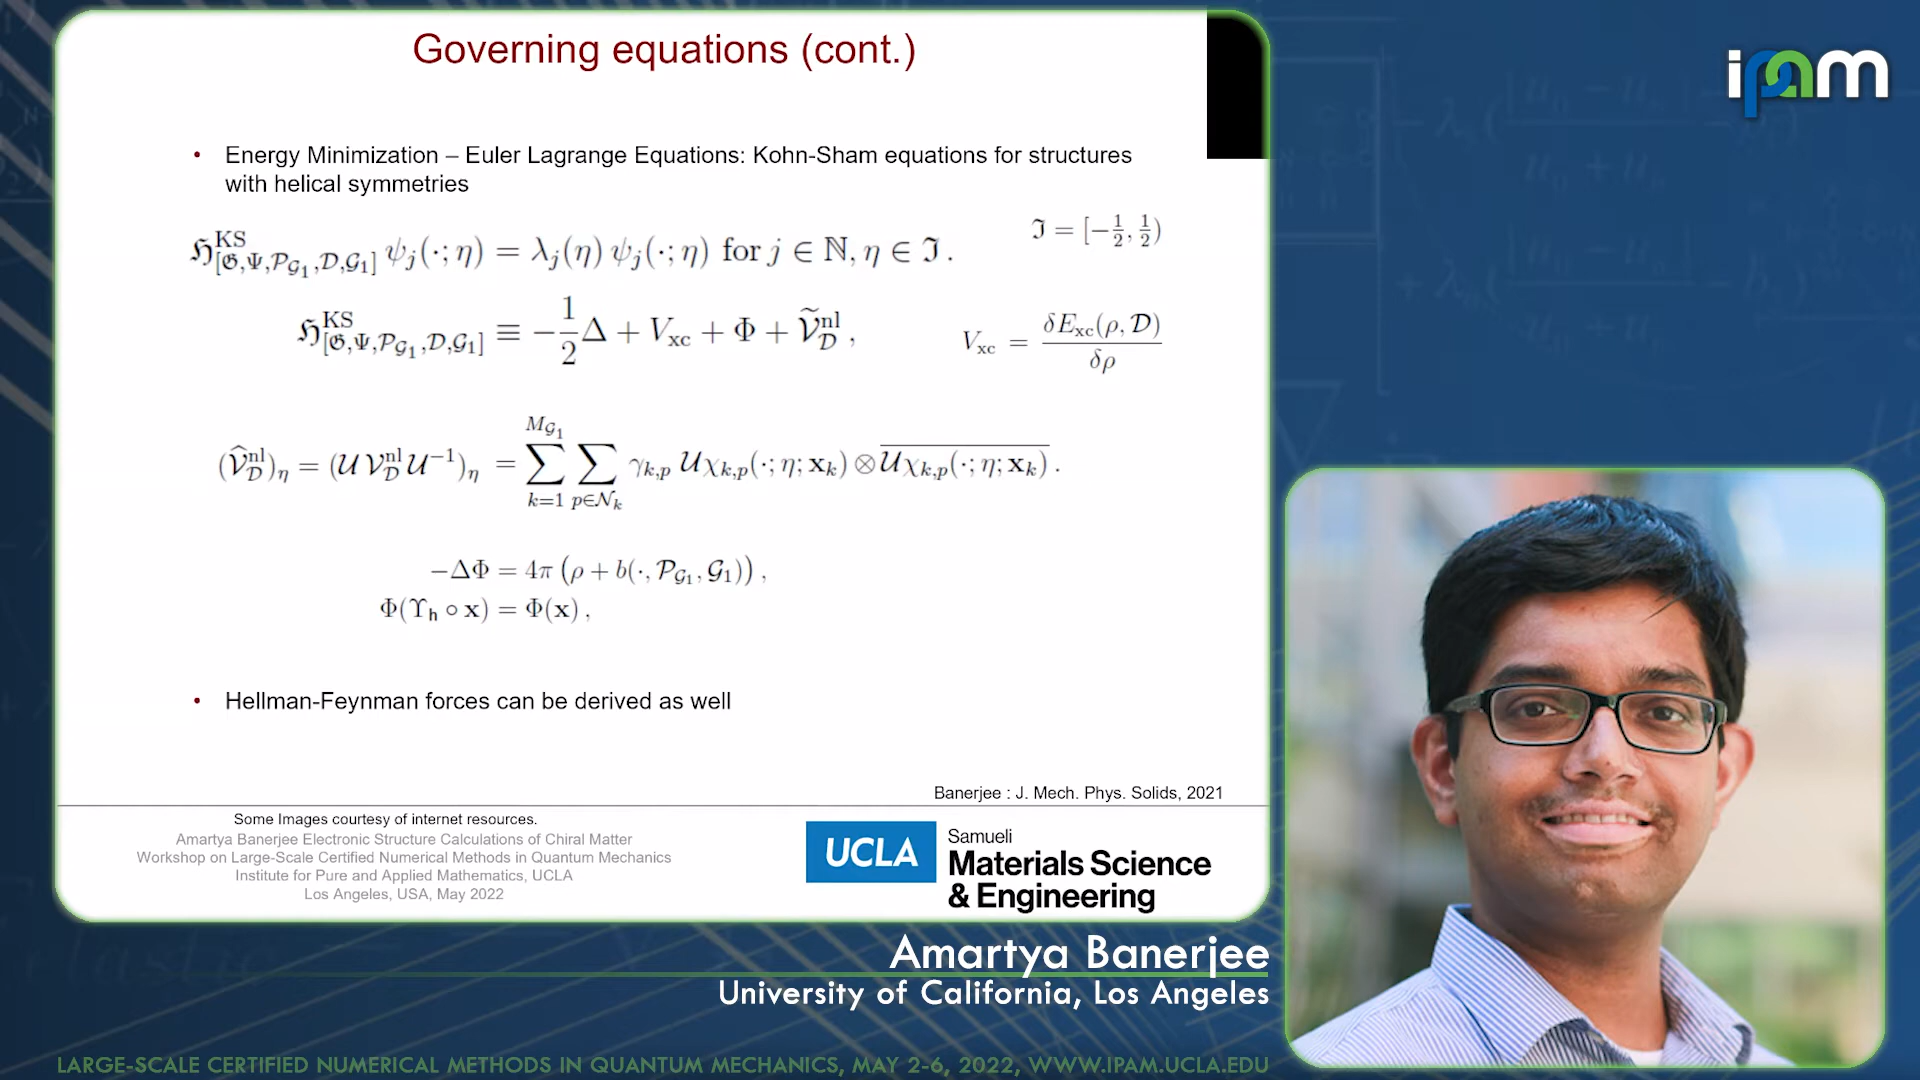 Governing equations (cont.)
• Energy Minimization – Euler Lagrange Equations: Kohn-Sham equations for structures
with helical symmetries
ℌ^KS_[𝔊,Ψ,𝒫_𝒢₁,𝒟,𝒢₁] ψ_j(·; η) = λ_j(η) ψ_j(·; η) for j ∈ ℕ, η ∈ ℑ .
ℑ = [−1/2, 1/2)
ℌ^KS_[𝔊,Ψ,𝒫_𝒢₁,𝒟,𝒢₁] ≡ −1/2 Δ + V_xc + Φ + 𝒱̃^nl_𝒟 ,
V_xc = δE_xc(ρ, 𝒟) / δρ
(𝒱̂^nl_𝒟)_η = (𝒰 𝒱^nl_𝒟 𝒰^−1)_η = ∑_{k=1}^{M_𝒢₁} ∑_{p∈𝒩_k} γ_{k,p} 𝒰χ_{k,p}(·; η; x_k) ⊗ \overline{𝒰χ_{k,p}(·; η; x_k)} .
−ΔΦ = 4π (ρ + b(·, 𝒫_𝒢₁, 𝒢₁)) ,
Φ(ϒ_h ∘ x) = Φ(x) ,
• Hellman-Feynman forces can be derived as well
Banerjee : J. Mech. Phys. Solids, 2021
Some Images courtesy of internet resources.
Amartya Banerjee Electronic Structure Calculations of Chiral Matter
Workshop on Large-Scale Certified Numerical Methods in Quantum Mechanics
Institute for Pure and Applied Mathematics, UCLA
Los Angeles, USA, May 2022
UCLA
Samueli
Materials Science
& Engineering
ipam
Amartya Banerjee
University of California, Los Angeles
LARGE-SCALE CERTIFIED NUMERICAL METHODS IN QUANTUM MECHANICS, MAY 2-6, 2022, WWW.IPAM.UCLA.EDU